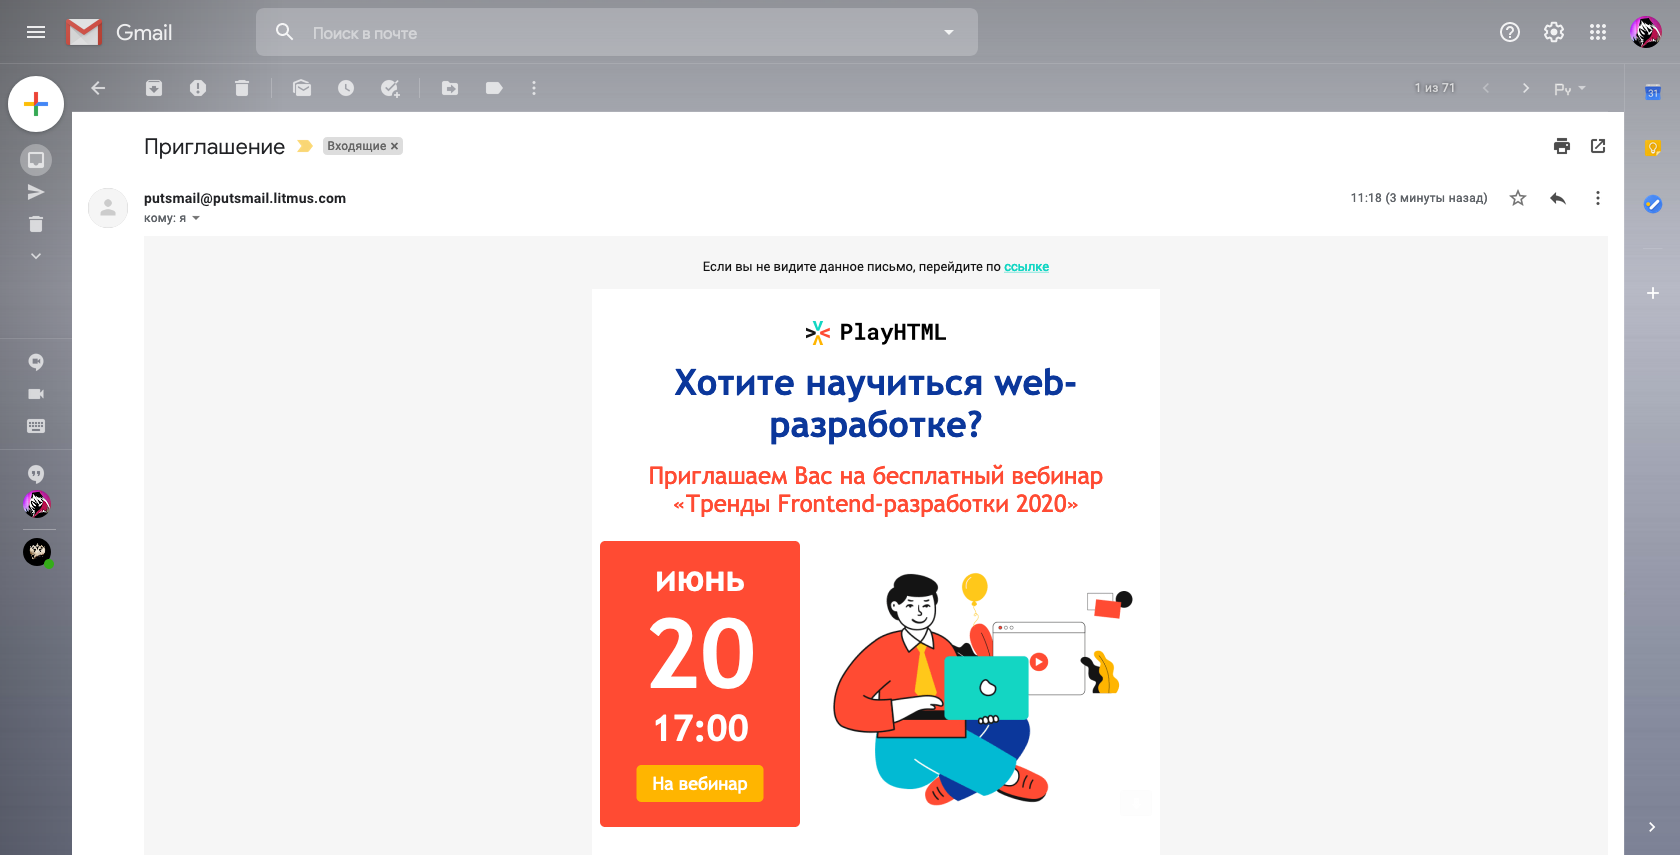 Gmail
Поиск в почте
1 из 71
Ру
31
Приглашение
Входящие ×
putsmail@putsmail.litmus.com
11:18 (3 минуты назад)
кому: я
Если вы не видите данное письмо, перейдите по ссылке
PlayHTML
Хотите научиться web-
разработке?
Приглашаем Вас на бесплатный вебинар
«Тренды Frontend-разработки 2020»
июнь
20
17:00
На вебинар